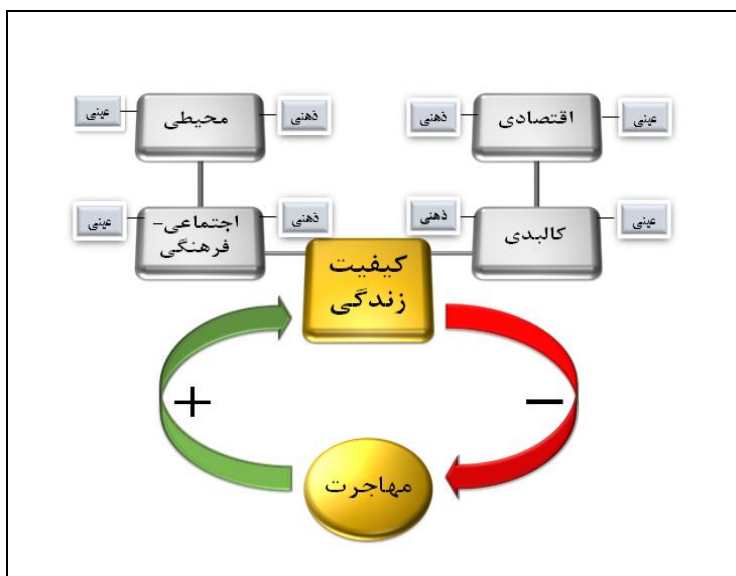 عینی
اقتصادی
ذهنی
ذهنی
محیطی
عینی
عینی
کالبدی
ذهنی
ذهنی
اجتماعی-
فرهنگی
عینی
کیفیت
زندگی
+
−
مهاجرت